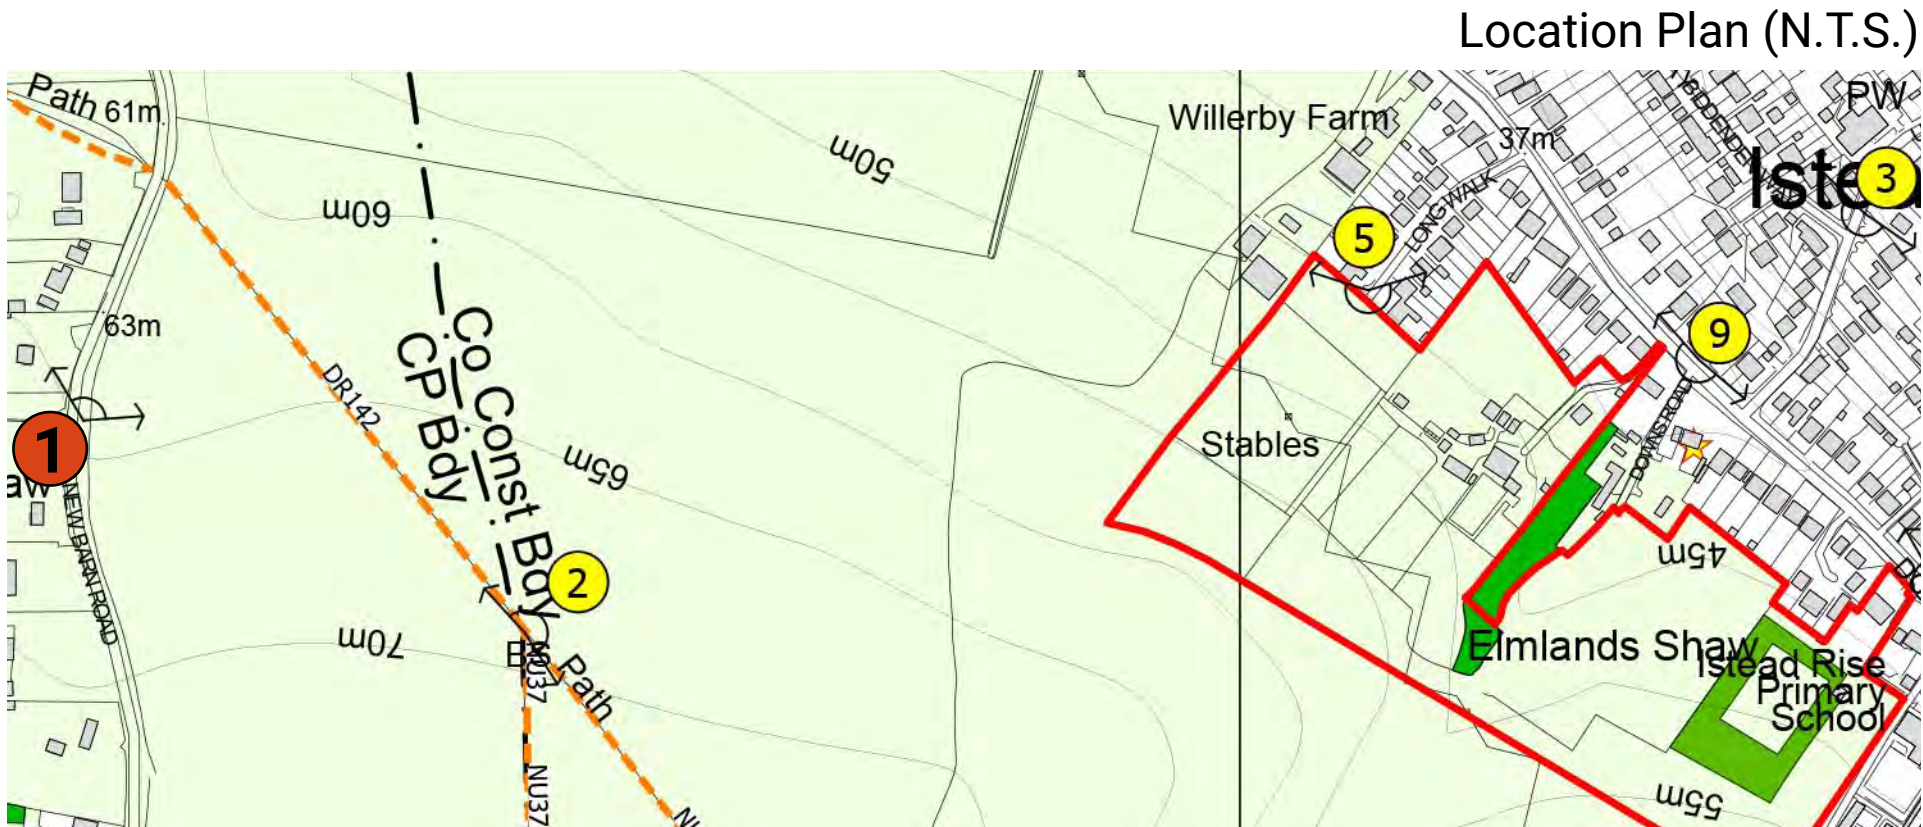 Location Plan (N.T.S.)
Path 61m
Willerby Farm
PW
37m
50m
60m
Iste
3
LONG WALK
5
63m
9
DR142
Co Const Bdy
CP Bdy
DOWNS ROAD
1
Stables
65m
aw
NEW BARN ROAD
45m
2
70m
Path
NU37
Elmlands Shaw
Istead Rise
Primary
School
NU37
55m